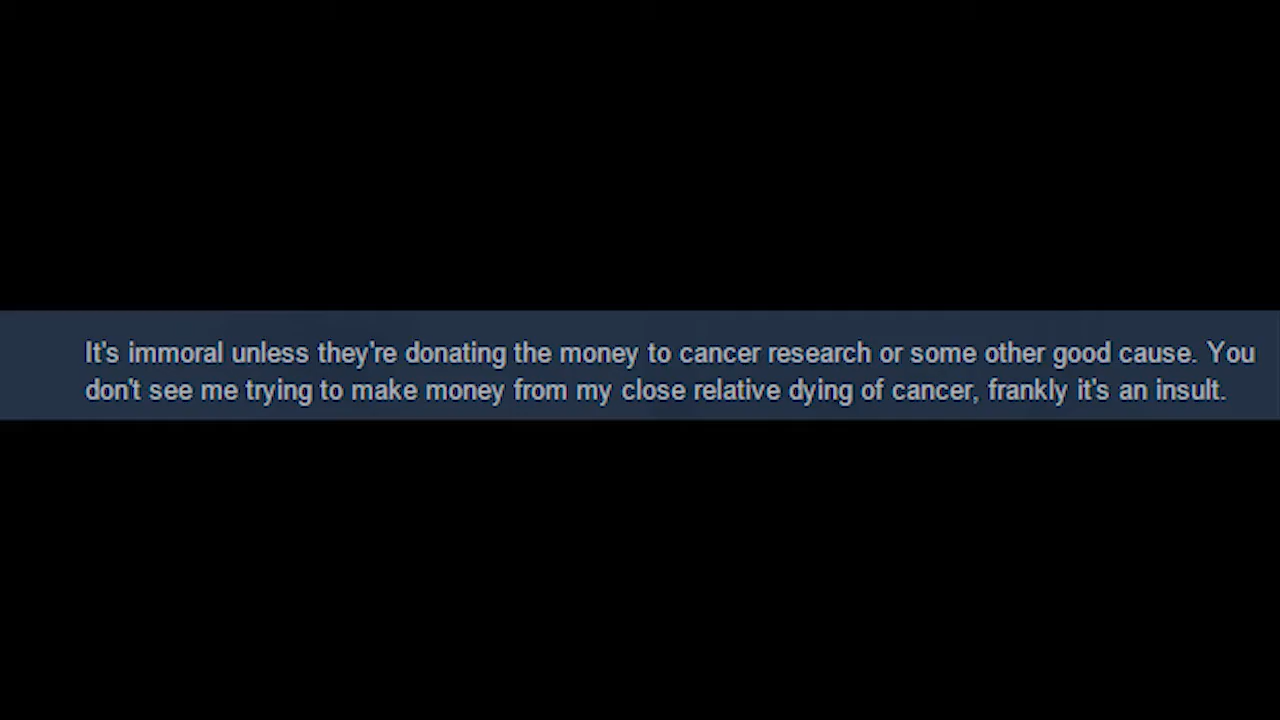 It's immoral unless they're donating the money to cancer research or some other good cause. You
don't see me trying to make money from my close relative dying of cancer, frankly it's an insult.